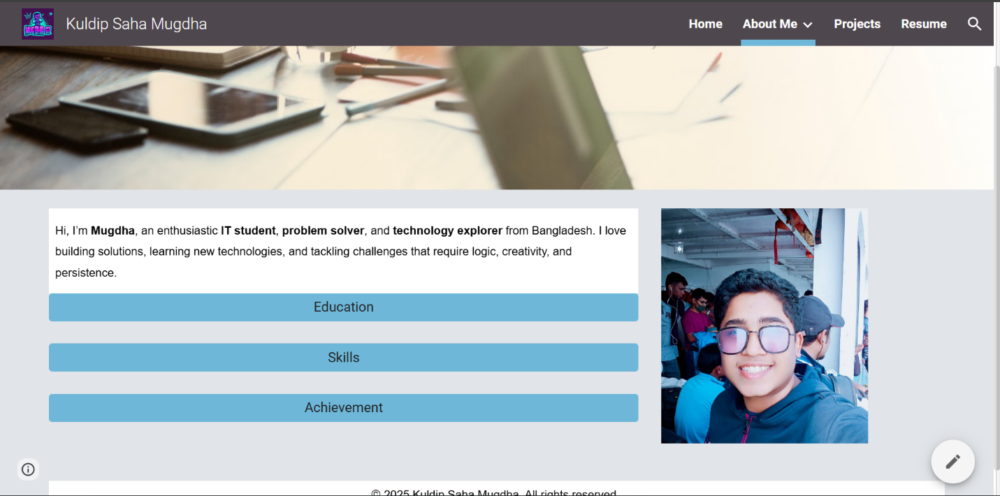 Kuldip Saha Mugdha
Home About Me Projects Resume
Hi, I'm Mugdha, an enthusiastic IT student, problem solver, and technology explorer from Bangladesh. I love
building solutions, learning new technologies, and tackling challenges that require logic, creativity, and
persistence.
Education
Skills
Achievement
© 2025 Kuldip Saha Mugdha. All rights reserved